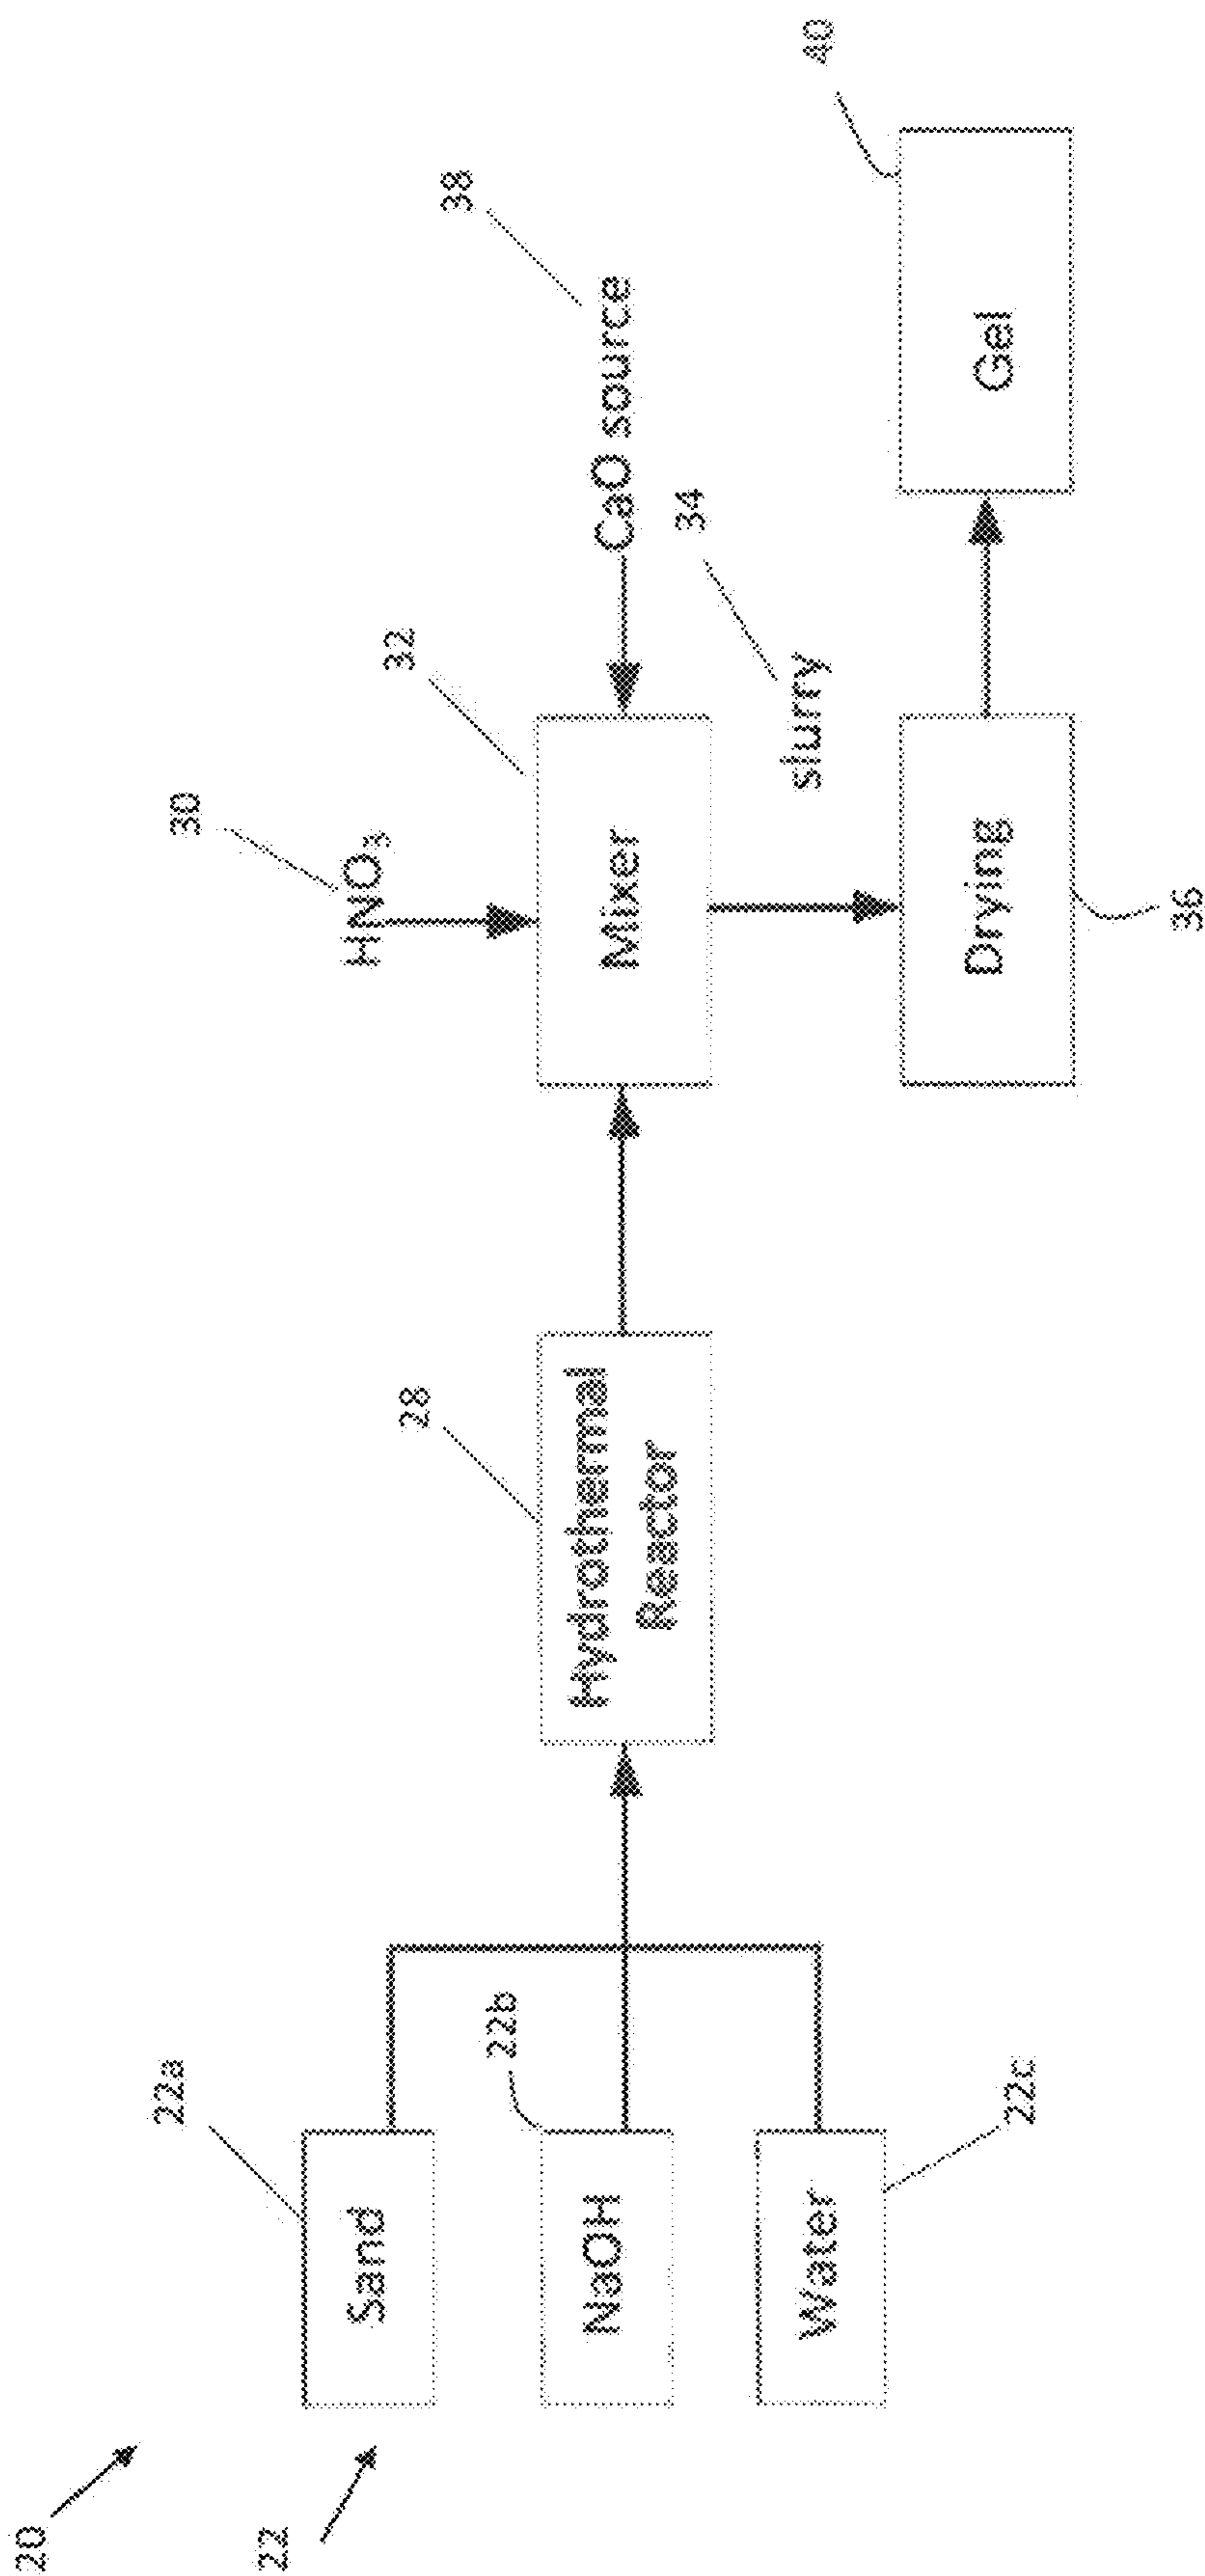 20
22
22a
Sand
22b
NaOH
Water
22c
28
Hydrothermal
Reactor
30
HNO₃
32
Mixer
38
CaO source
34
slurry
Drying
36
40
Gel